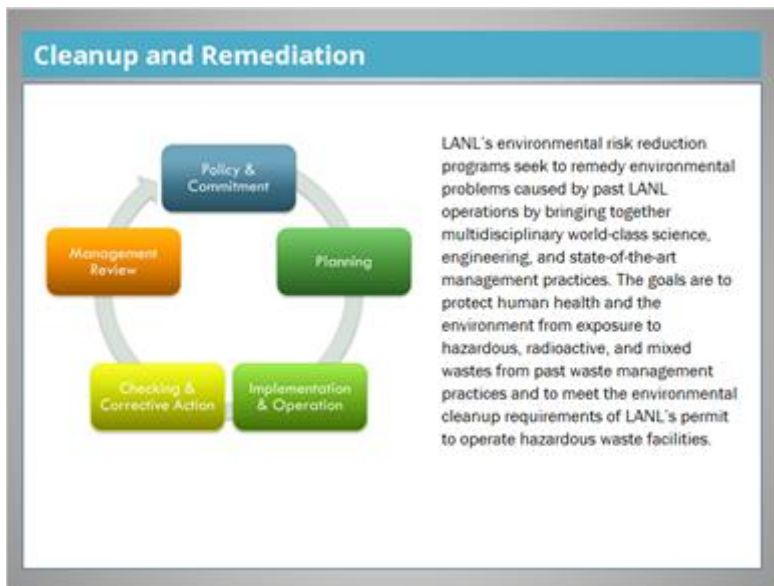 Cleanup and Remediation
Policy &
Commitment
Planning
Implementation
& Operation
Checking &
Corrective Action
Management
Review
LANL's environmental risk reduction
programs seek to remedy environmental
problems caused by past LANL
operations by bringing together
multidisciplinary world-class science,
engineering, and state-of-the-art
management practices. The goals are to
protect human health and the
environment from exposure to
hazardous, radioactive, and mixed
wastes from past waste management
practices and to meet the environmental
cleanup requirements of LANL's permit
to operate hazardous waste facilities.